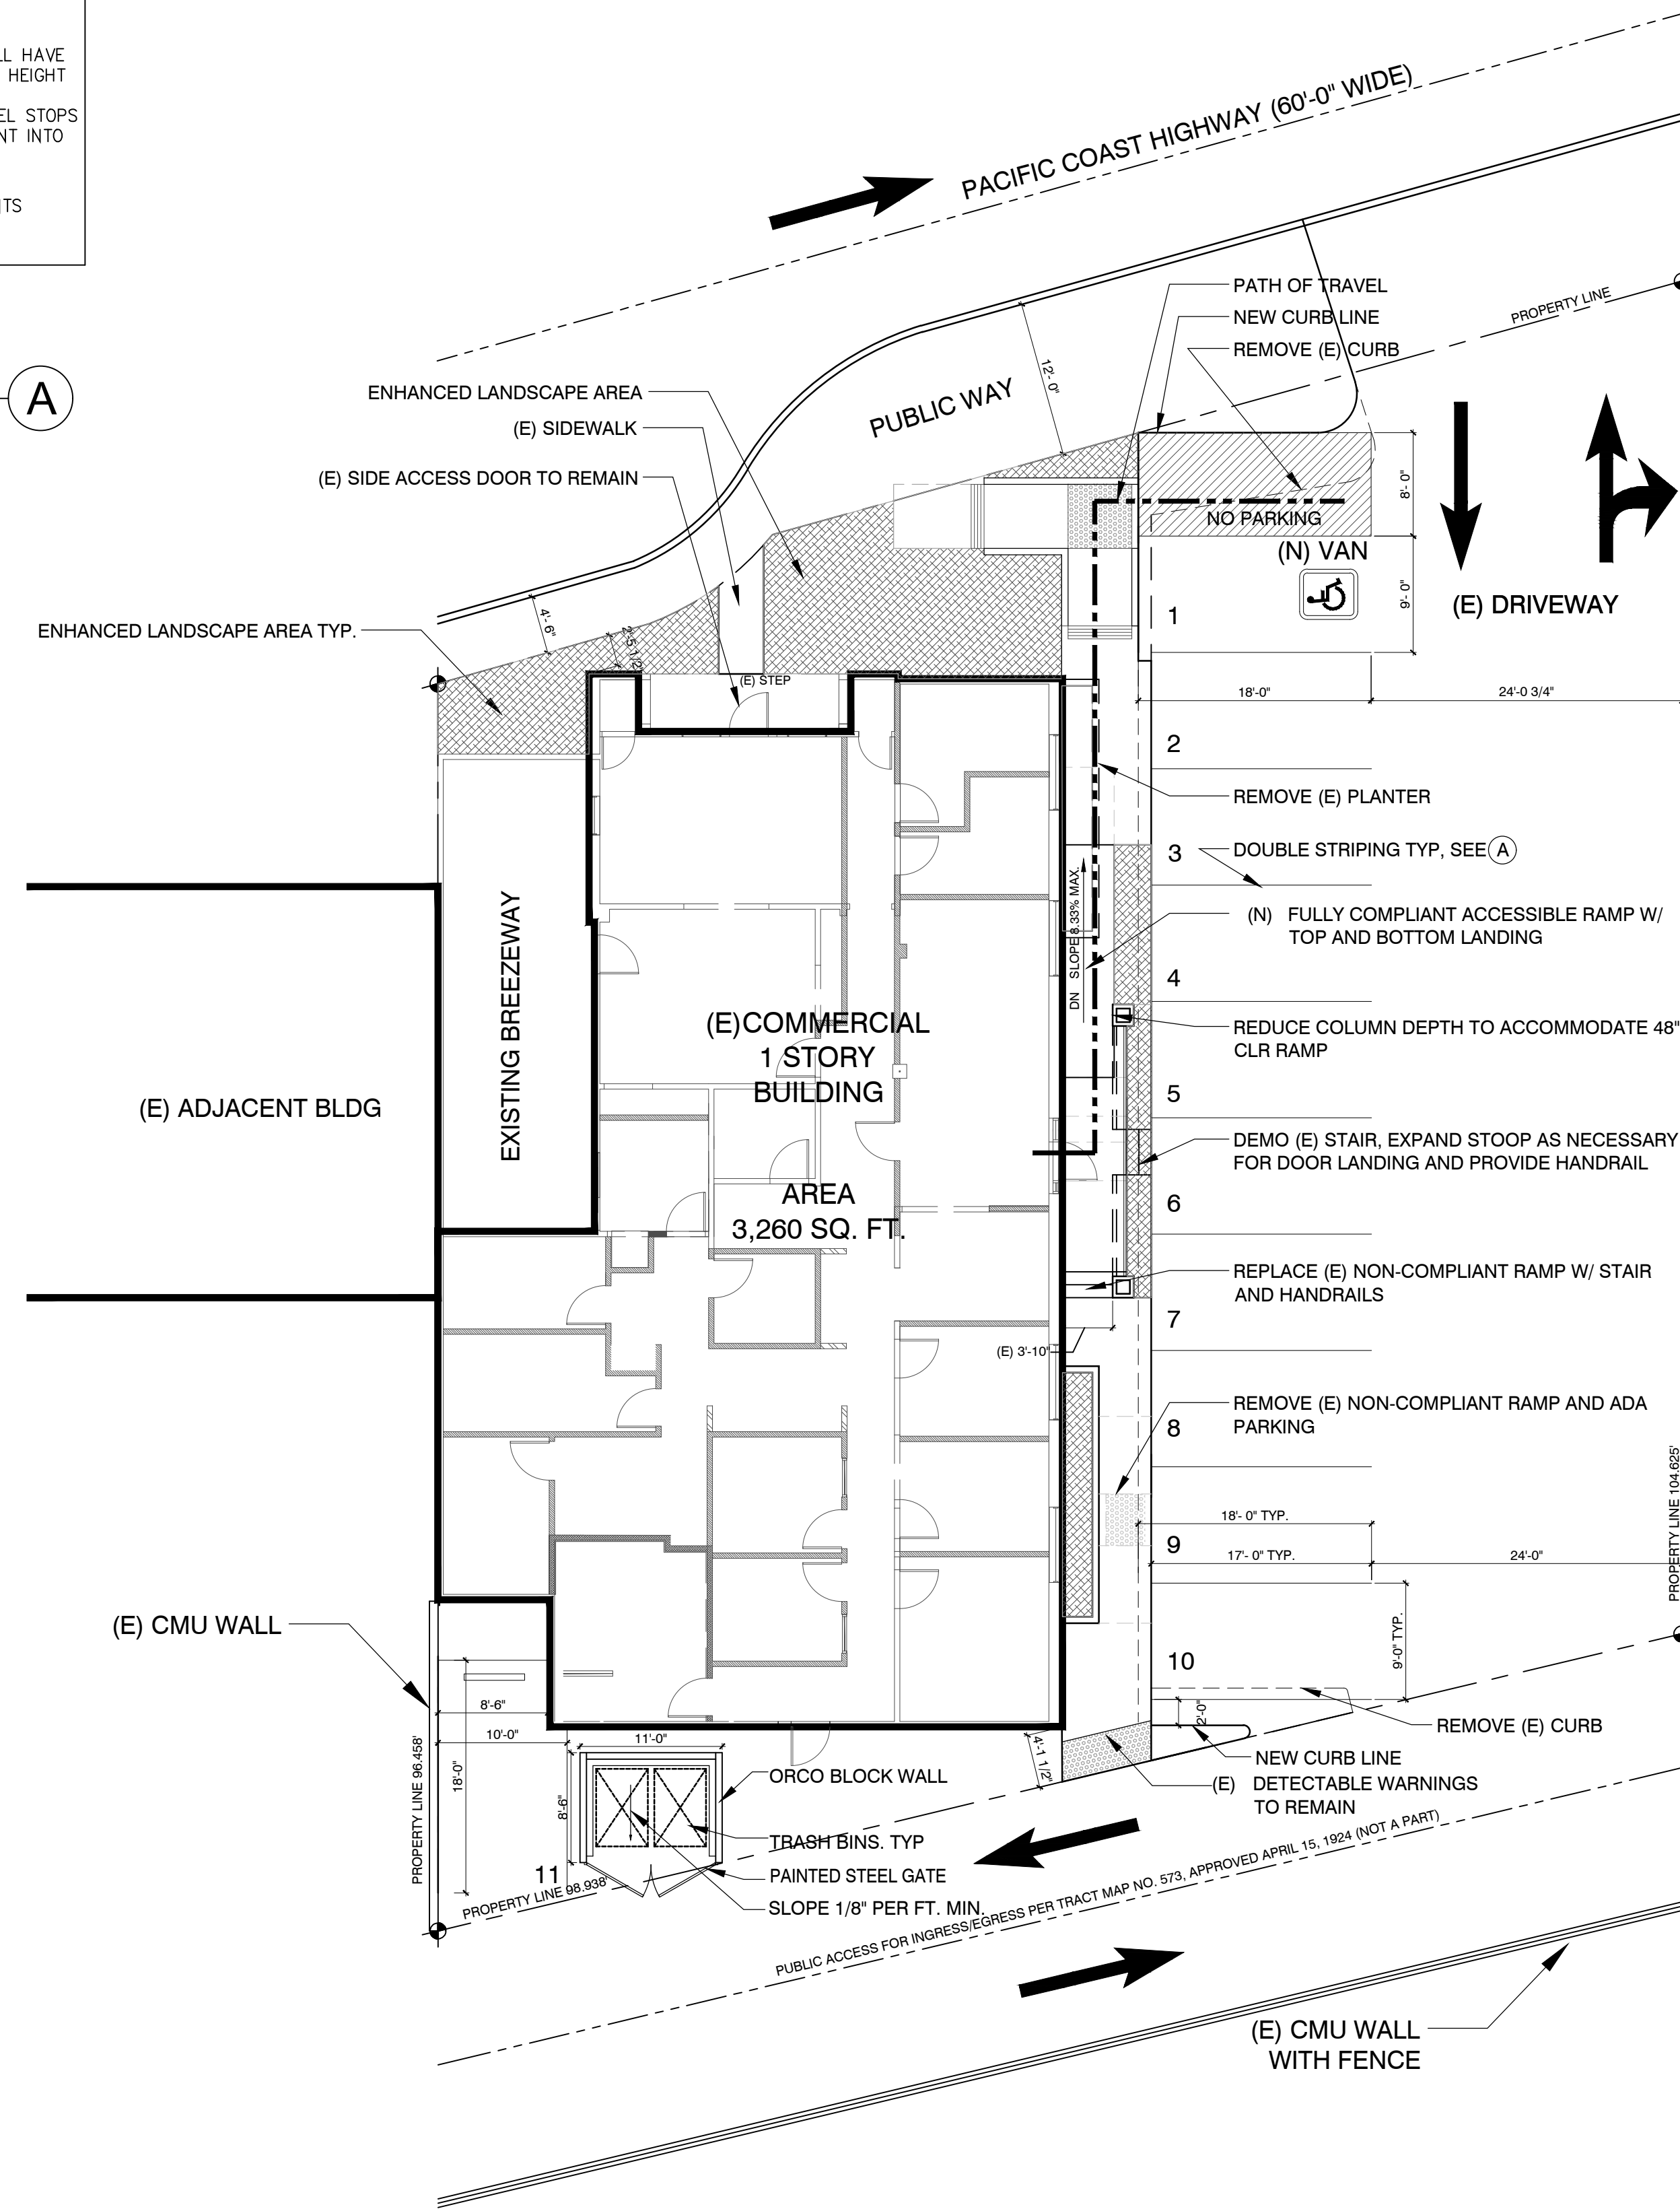 LL HAVE
HEIGHT
EL STOPS
NT INTO
TS
A
PACIFIC COAST HIGHWAY (60'-0" WIDE)
PATH OF TRAVEL
NEW CURB LINE
REMOVE (E) CURB
PROPERTY LINE
12'- 0"
PUBLIC WAY
ENHANCED LANDSCAPE AREA
(E) SIDEWALK
(E) SIDE ACCESS DOOR TO REMAIN
8'- 0"
NO PARKING
(N) VAN
9'- 0"
(E) DRIVEWAY
1
4'- 6"
2'-5 1/2"
ENHANCED LANDSCAPE AREA TYP.
(E) STEP
18'-0"
24'-0 3/4"
2
REMOVE (E) PLANTER
3
DOUBLE STRIPING TYP, SEE A
DN SLOPE 8.33% MAX.
(N) FULLY COMPLIANT ACCESSIBLE RAMP W/
TOP AND BOTTOM LANDING
4
EXISTING BREEZEWAY
(E)COMMERCIAL
1 STORY
BUILDING
REDUCE COLUMN DEPTH TO ACCOMMODATE 48"
CLR RAMP
5
(E) ADJACENT BLDG
DEMO (E) STAIR, EXPAND STOOP AS NECESSARY
FOR DOOR LANDING AND PROVIDE HANDRAIL
AREA
3,260 SQ. FT.
6
REPLACE (E) NON-COMPLIANT RAMP W/ STAIR
AND HANDRAILS
7
(E) 3'-10"
REMOVE (E) NON-COMPLIANT RAMP AND ADA
PARKING
8
PROPERTY LINE 104.625'
18'- 0" TYP.
9
17'- 0" TYP.
24'-0"
(E) CMU WALL
9'-0" TYP.
10
8'-6"
2'-0"
REMOVE (E) CURB
10'-0"
11'-0"
4'-1 1/2"
NEW CURB LINE
PROPERTY LINE 96.458'
18'-0"
ORCO BLOCK WALL
(E) DETECTABLE WARNINGS
TO REMAIN
8'-6"
TRASH BINS. TYP
11
PAINTED STEEL GATE
PROPERTY LINE 98.938'
SLOPE 1/8" PER FT. MIN.
PUBLIC ACCESS FOR INGRESS/EGRESS PER TRACT MAP NO. 573, APPROVED APRIL 15, 1924 (NOT A PART)
(E) CMU WALL
WITH FENCE